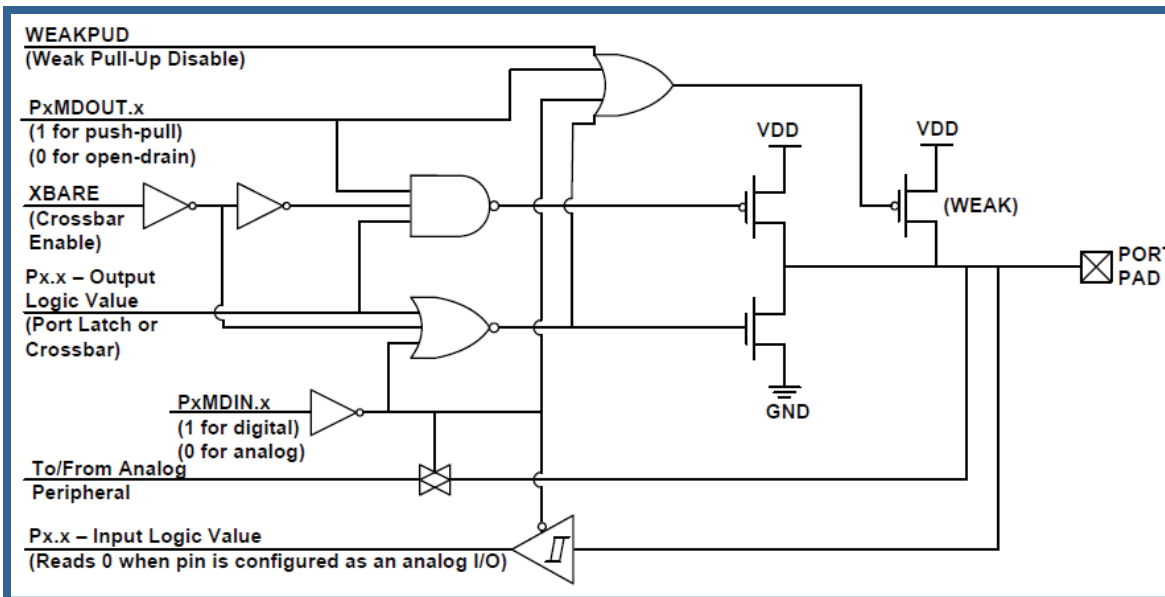 WEAKPUD
(Weak Pull-Up Disable)
PxMDOUT.x
(1 for push-pull)
(0 for open-drain)
XBARE
(Crossbar
Enable)
Px.x – Output
Logic Value
(Port Latch or
Crossbar)
PxMDIN.x
(1 for digital)
(0 for analog)
To/From Analog
Peripheral
Px.x – Input Logic Value
(Reads 0 when pin is configured as an analog I/O)
VDD
VDD
(WEAK)
GND
PORT
PAD